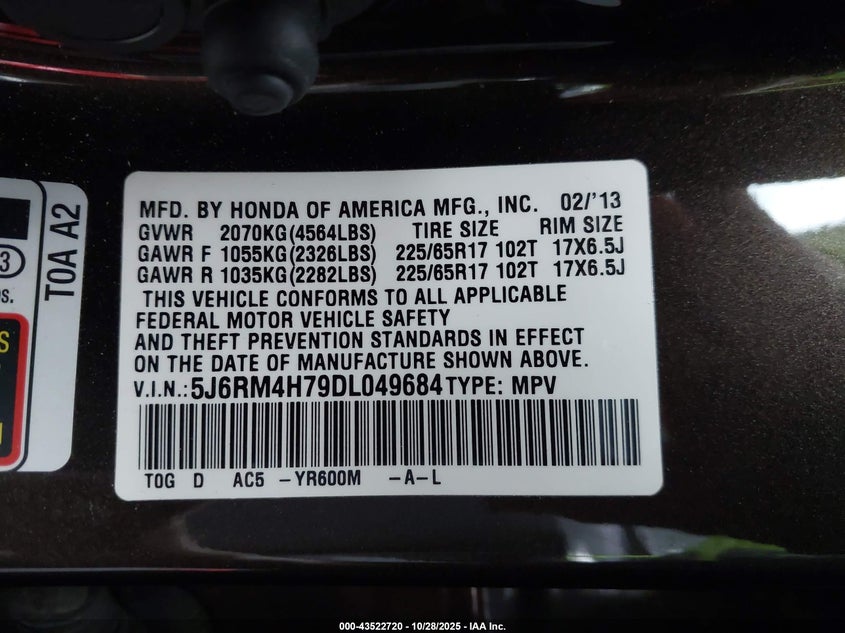 MFD. BY HONDA OF AMERICA MFG., INC. 02/'13
GVWR 2070KG(4564LBS) TIRE SIZE RIM SIZE
GAWR F 1055KG(2326LBS) 225/65R17 102T 17X6.5J
GAWR R 1035KG(2282LBS) 225/65R17 102T 17X6.5J
THIS VEHICLE CONFORMS TO ALL APPLICABLE
FEDERAL MOTOR VEHICLE SAFETY
AND THEFT PREVENTION STANDARDS IN EFFECT
ON THE DATE OF MANUFACTURE SHOWN ABOVE.
V.I.N.: 5J6RM4H79DL049684 TYPE: MPV
T0G D AC5 -YR600M -A-L
T0A A2
3
000-43522720 - 10/28/2025 - IAA Inc.